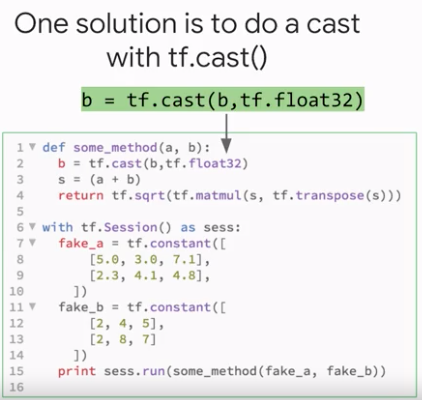 One solution is to do a cast
with tf.cast()
b = tf.cast(b,tf.float32)
1 def some_method(a, b):
2 b = tf.cast(b,tf.float32)
3 s = (a + b)
4 return tf.sqrt(tf.matmul(s, tf.transpose(s)))
5
6 with tf.Session() as sess:
7 fake_a = tf.constant([
8 [5.0, 3.0, 7.1],
9 [2.3, 4.1, 4.8],
10 ])
11 fake_b = tf.constant([
12 [2, 4, 5],
13 [2, 8, 7]
14 ])
15 print sess.run(some_method(fake_a, fake_b))
16